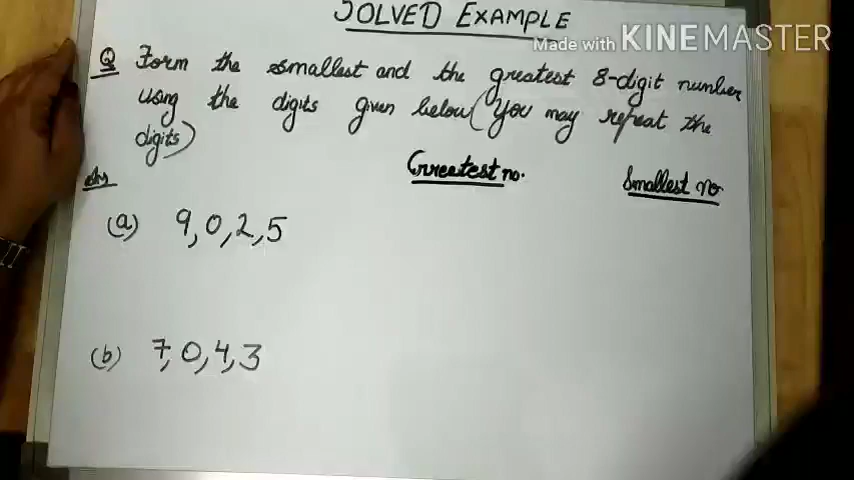 SOLVED EXAMPLE
Made with KINEMASTER
Q Form the smallest and the greatest 8-digit number
using the digits given below (You may repeat the
digits)
Ans
Greatest no.
Smallest no
(a) 9,0,2,5
(b) 7,0,4,3